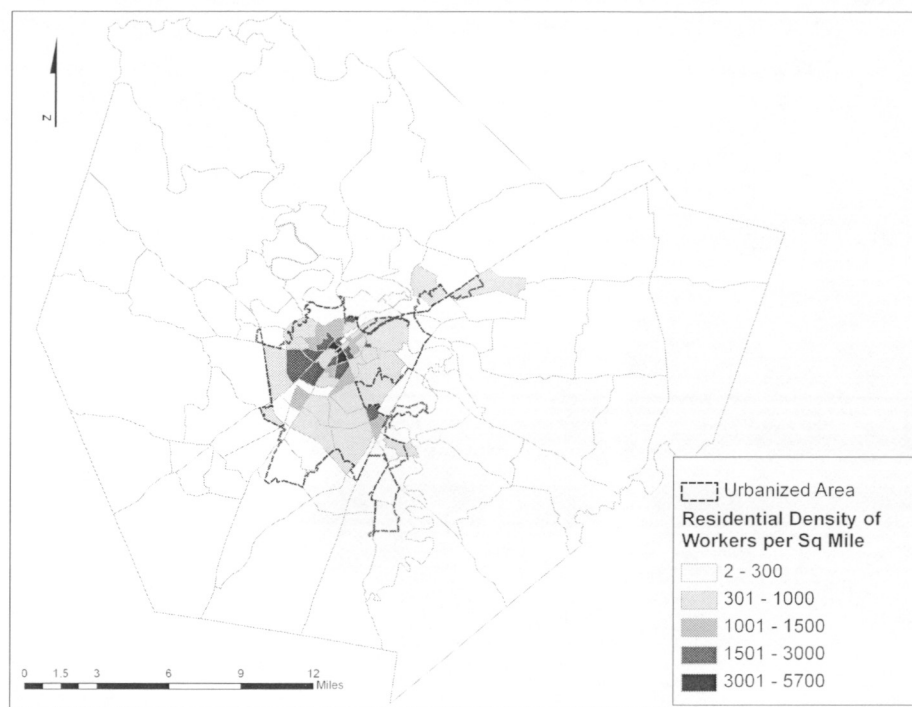 Z
Urbanized Area
Residential Density of
Workers per Sq Mile
2 - 300
301 - 1000
1001 - 1500
1501 - 3000
3001 - 5700
0 1.5 3 6 9 12
Miles